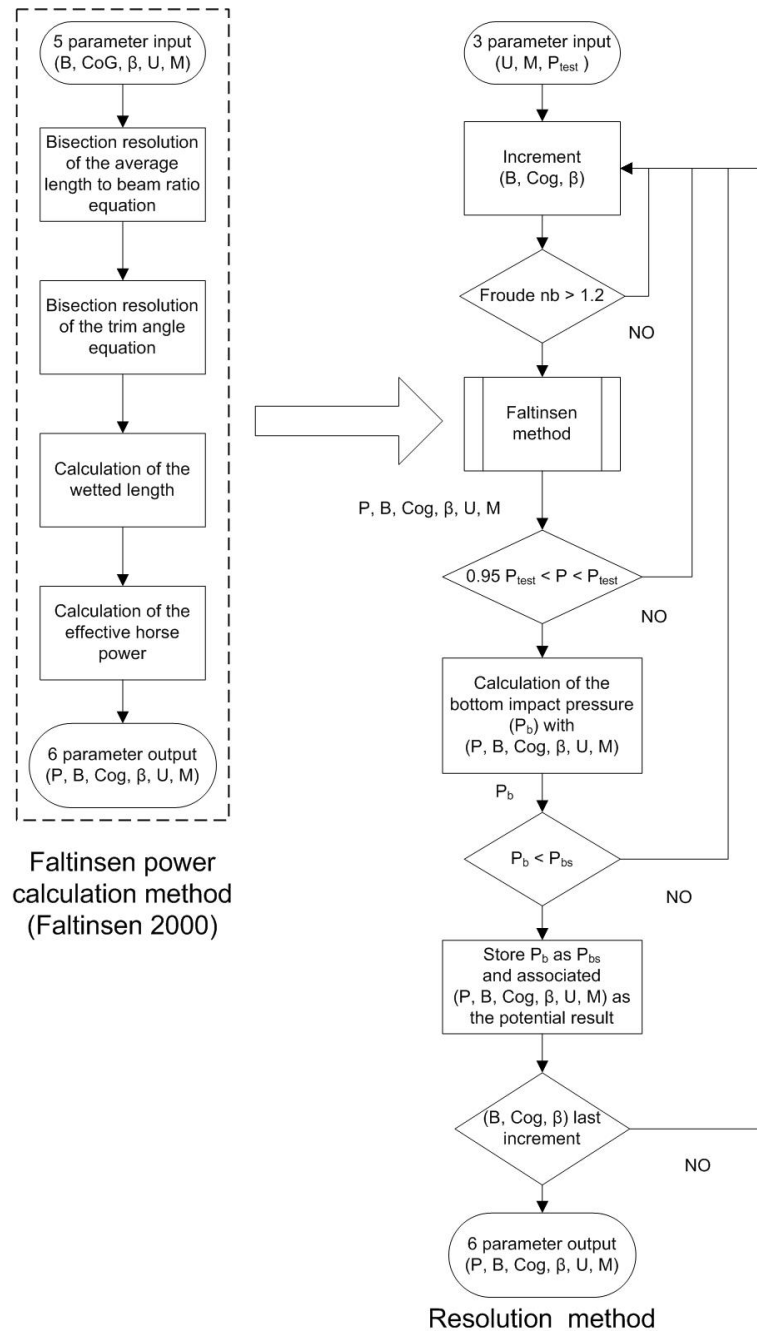 5 parameter input
(B, CoG, β, U, M)
Bisection resolution
of the average
length to beam ratio
equation
Bisection resolution
of the trim angle
equation
Calculation of the
wetted length
Calculation of the
effective horse
power
6 parameter output
(P, B, Cog, β, U, M)
Faltinsen power
calculation method
(Faltinsen 2000)
3 parameter input
(U, M, Ptest )
Increment
(B, Cog, β)
Froude nb > 1.2
NO
Faltinsen
method
P, B, Cog, β, U, M
0.95 Ptest < P < Ptest
NO
Calculation of the
bottom impact pressure
(Pb) with
(P, B, Cog, β, U, M)
Pb
Pb < Pbs
NO
Store Pb as Pbs
and associated
(P, B, Cog, β, U, M) as
the potential result
(B, Cog, β) last
increment
NO
6 parameter output
(P, B, Cog, β, U, M)
Resolution method